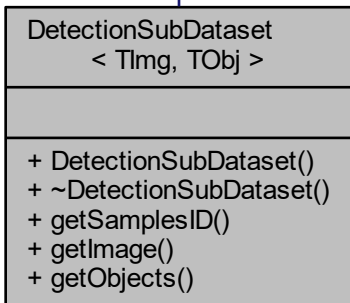 DetectionSubDataset
< TImg, TObj >
+ DetectionSubDataset()
+ ~DetectionSubDataset()
+ getSamplesID()
+ getImage()
+ getObjects()